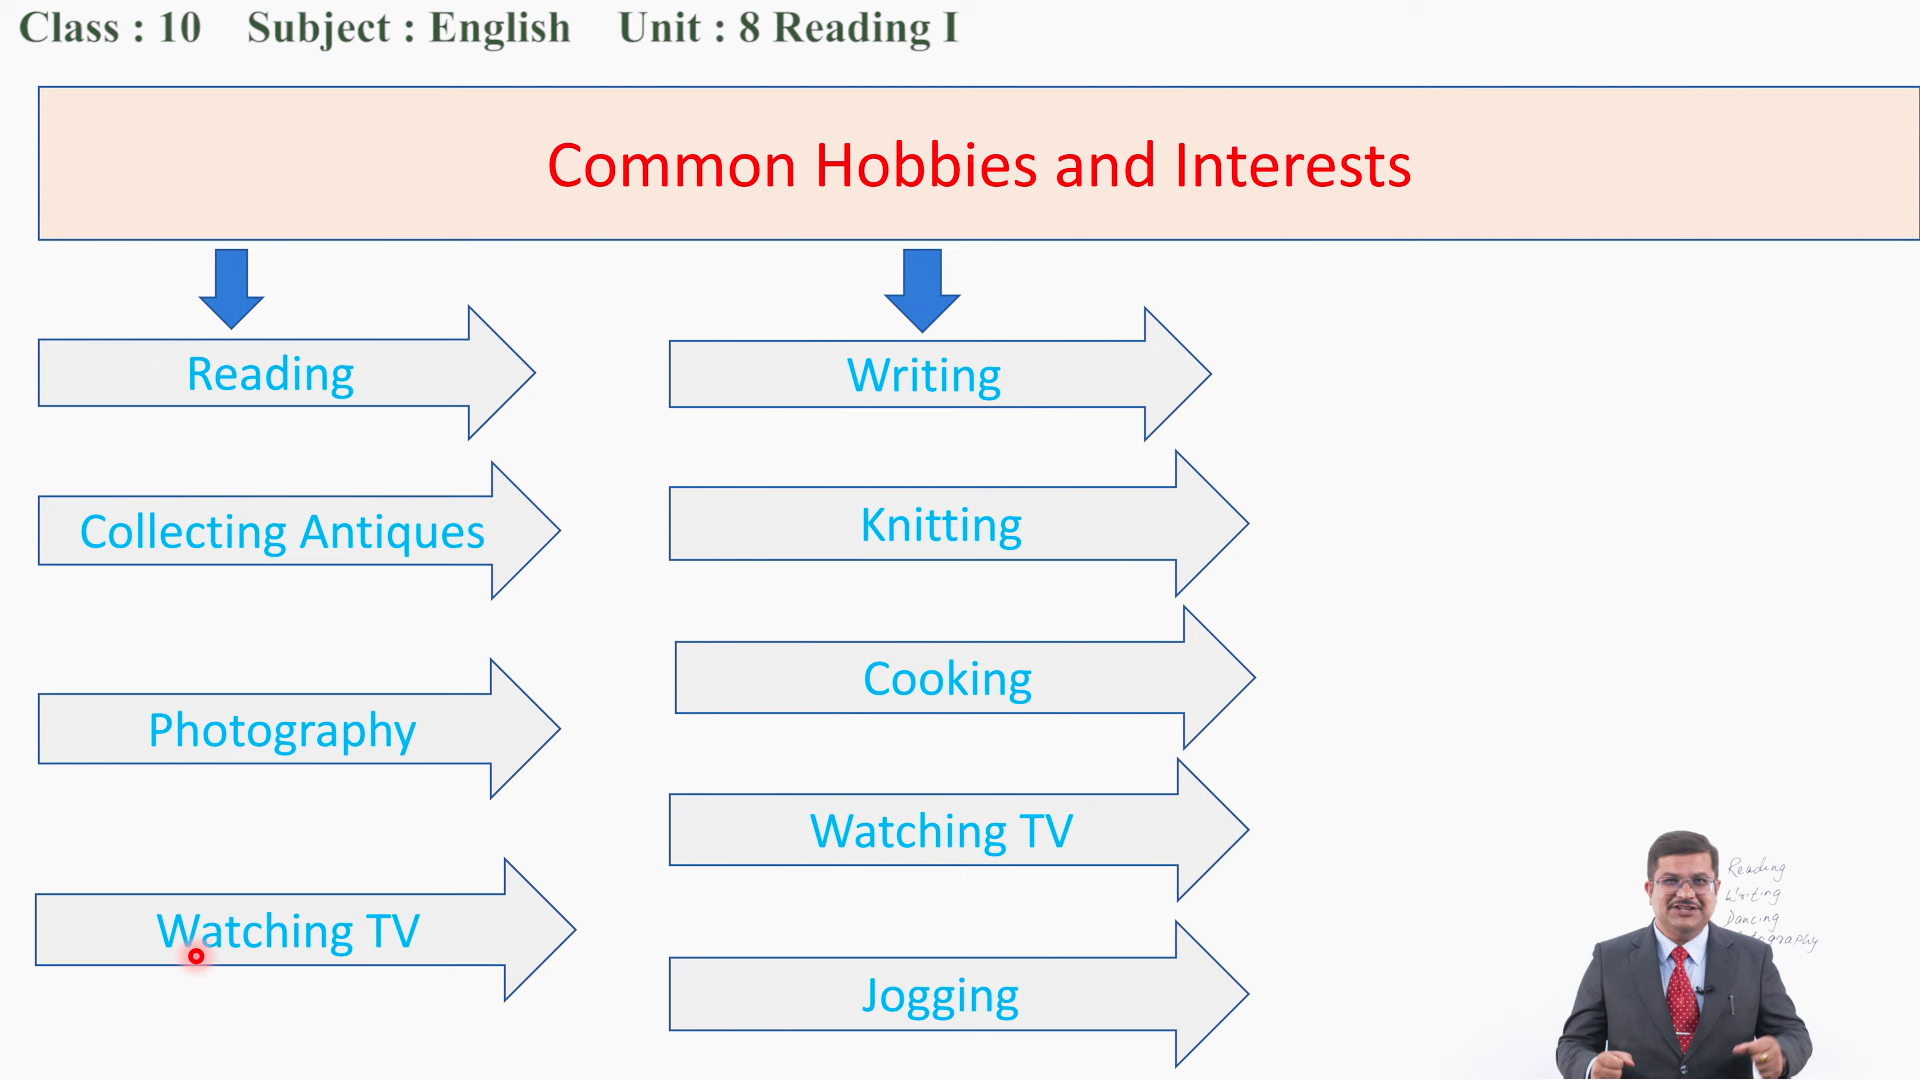 Class : 10 Subject : English Unit : 8 Reading I
Common Hobbies and Interests
Reading
Collecting Antiques
Photography
Watching TV
Writing
Knitting
Cooking
Watching TV
Jogging
Reading
Writing
Dancing